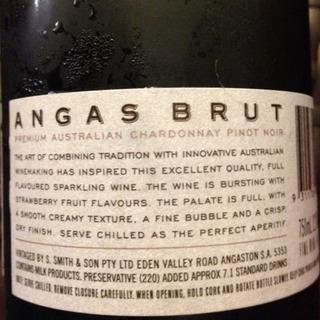 ANGAS BRUT
PREMIUM AUSTRALIAN CHARDONNAY PINOT NOIR
THE ART OF COMBINING TRADITION WITH INNOVATIVE AUSTRALIAN
WINEMAKING HAS INSPIRED THIS EXCELLENT QUALITY, FULL
FLAVOURED SPARKLING WINE. THE WINE IS BURSTING WITH
STRAWBERRY FRUIT FLAVOURS. THE PALATE IS FULL, WITH
A SMOOTH CREAMY TEXTURE, A FINE BUBBLE AND A CRISP,
DRY FINISH. SERVE CHILLED AS THE PERFECT APERITIF.
VINTAGED BY S. SMITH & SON PTY LTD EDEN VALLEY ROAD ANGASTON S.A. 5353
CONTAINS MILK PRODUCTS. PRESERVATIVE (220) ADDED APPROX 7.1 STANDARD DRINKS
SERVE CHILLED. REMOVE CLOSURE CAREFULLY. WHEN OPENING, HOLD CORK AND ROTATE BOTTLE SLOWLY.
750ML